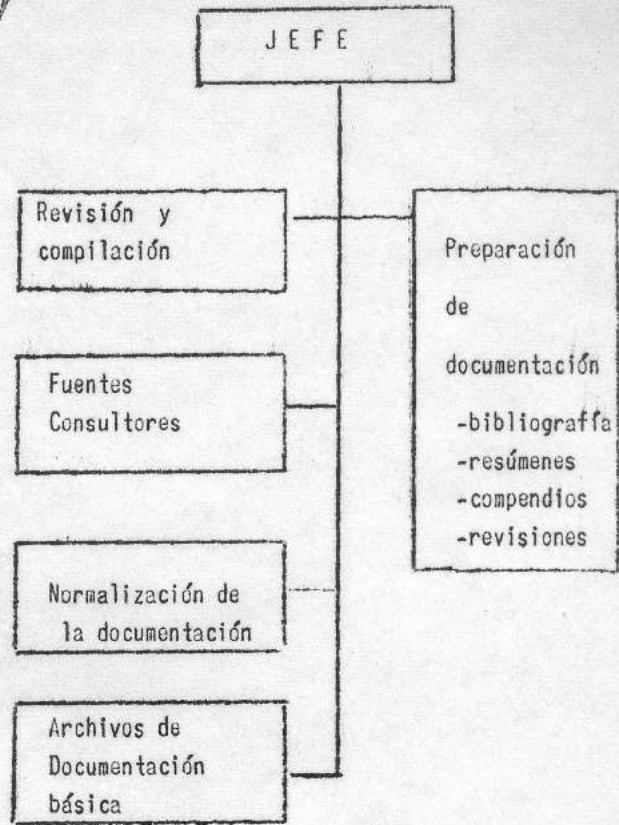 J E F E
Revisión y
compilación
Preparación
de
documentación
-bibliografía
-resúmenes
-compendios
-revisiones
Fuentes
Consultores
Normalización de
la documentación
Archivos de
Documentación
básica